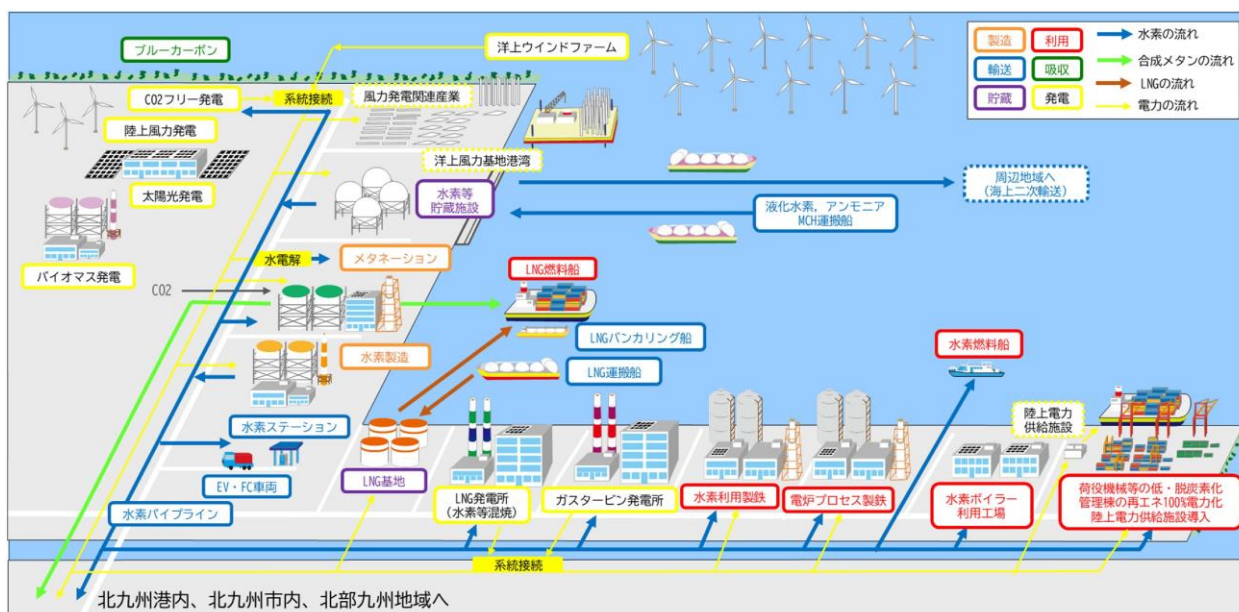 ブルーカーボン
洋上ウインドファーム
製造
利用
水素の流れ
輸送
吸収
合成メタンの流れ
LNGの流れ
貯蔵
発電
電力の流れ
CO2フリー発電
系統接続
風力発電関連産業
陸上風力発電
太陽光発電
洋上風力基地港湾
水素等
貯蔵施設
周辺地域へ
(海上二次輸送)
液化水素，アンモニア
MCH運搬船
バイオマス発電
水電解
メタネーション
CO2
LNG燃料船
LNGバンカリング船
水素製造
LNG運搬船
水素燃料船
水素ステーション
陸上電力
供給施設
EV・FC車両
LNG基地
LNG発電所
(水素等混焼)
ガスタービン発電所
水素利用製鉄
電炉プロセス製鉄
水素ボイラー
利用工場
荷役機械等の低・脱炭素化
管理棟の再エネ100%電力化
陸上電力供給施設導入
水素パイプライン
系統接続
北九州港内、北九州市内、北部九州地域へ